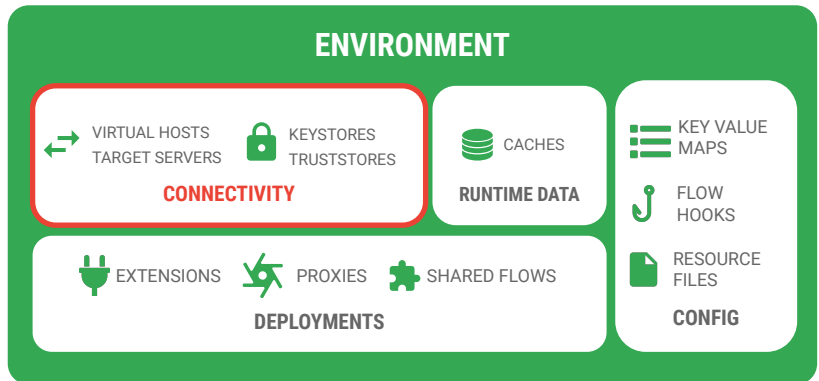 ENVIRONMENT
VIRTUAL HOSTS
TARGET SERVERS
KEYSTORES
TRUSTSTORES
CONNECTIVITY
CACHES
RUNTIME DATA
KEY VALUE
MAPS
FLOW
HOOKS
RESOURCE
FILES
CONFIG
EXTENSIONS
PROXIES
SHARED FLOWS
DEPLOYMENTS